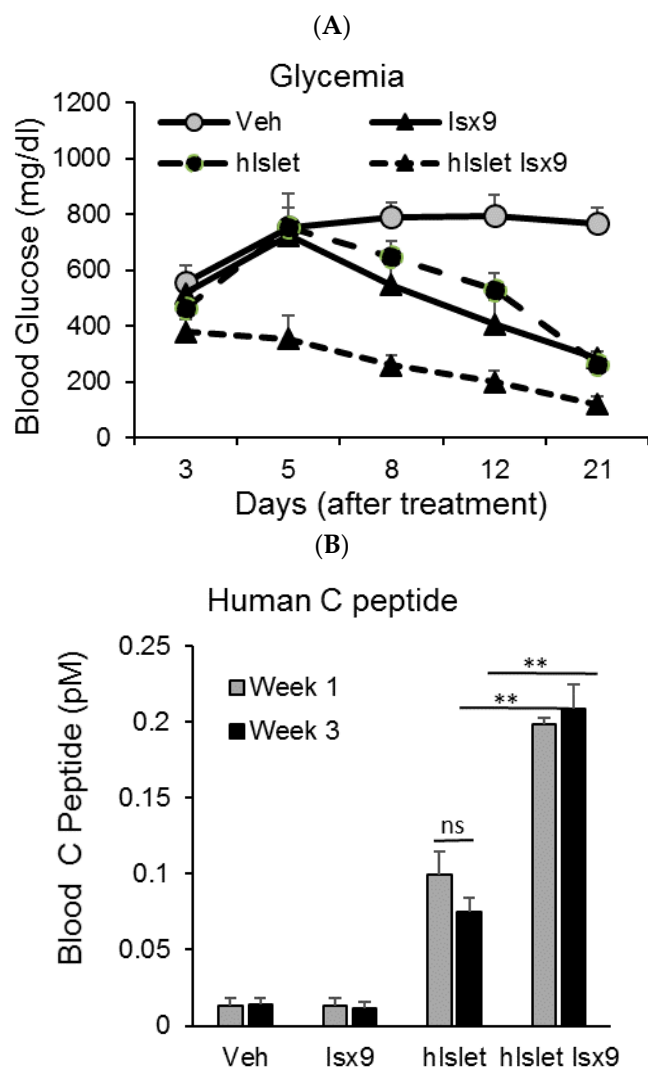 (A)
Glycemia
Blood Glucose (mg/dl)
1200
1000
800
600
400
200
0
Veh
Isx9
hIslet
hIslet Isx9
3 5 8 12 21
Days (after treatment)
(B)
Human C peptide
Blood C Peptide (pM)
0.25
0.2
0.15
0.1
0.05
0
Week 1
Week 3
**
**
ns
Veh Isx9 hIslet hIslet Isx9